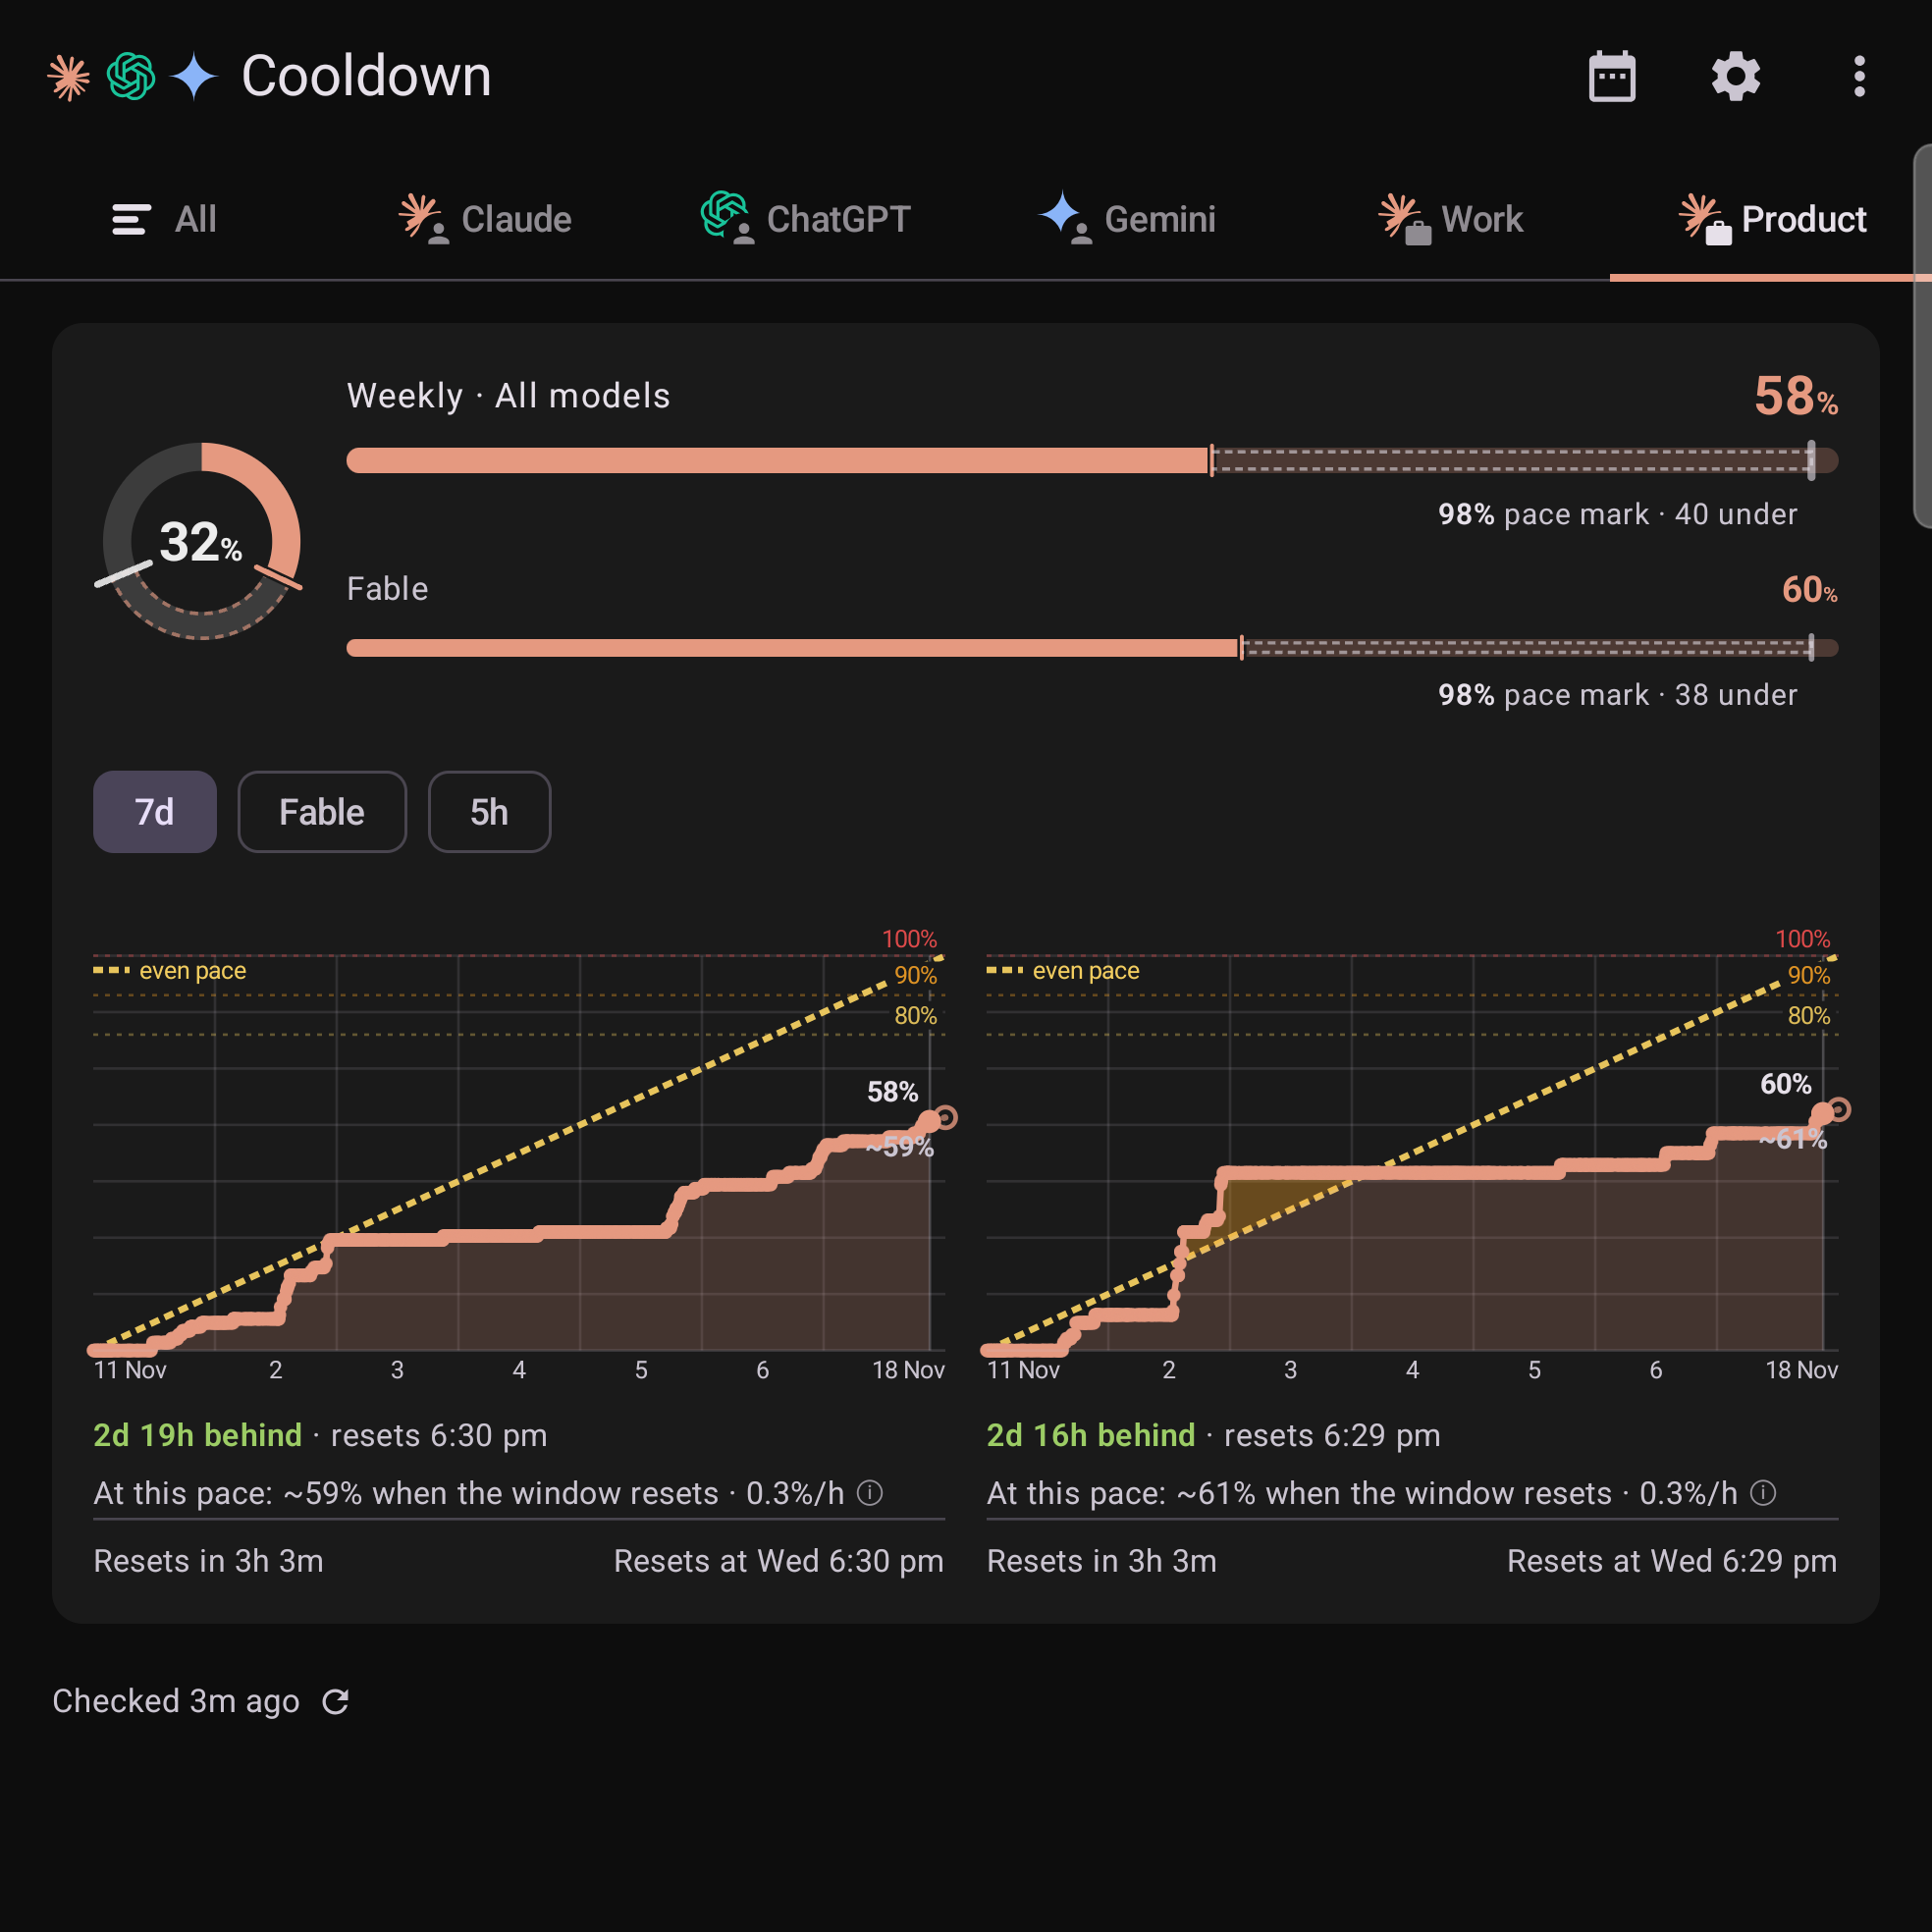 Cooldown
All Claude ChatGPT Gemini Work Product
Weekly · All models 58%
98% pace mark · 40 under
32%
Fable 60%
98% pace mark · 38 under
7d Fable 5h
100%
even pace
90%
80%
58%
~59%
11 Nov 2 3 4 5 6 18 Nov
2d 19h behind · resets 6:30 pm
At this pace: ~59% when the window resets · 0.3%/h
Resets in 3h 3m Resets at Wed 6:30 pm
100%
even pace
90%
80%
60%
~61%
11 Nov 2 3 4 5 6 18 Nov
2d 16h behind · resets 6:29 pm
At this pace: ~61% when the window resets · 0.3%/h
Resets in 3h 3m Resets at Wed 6:29 pm
Checked 3m ago